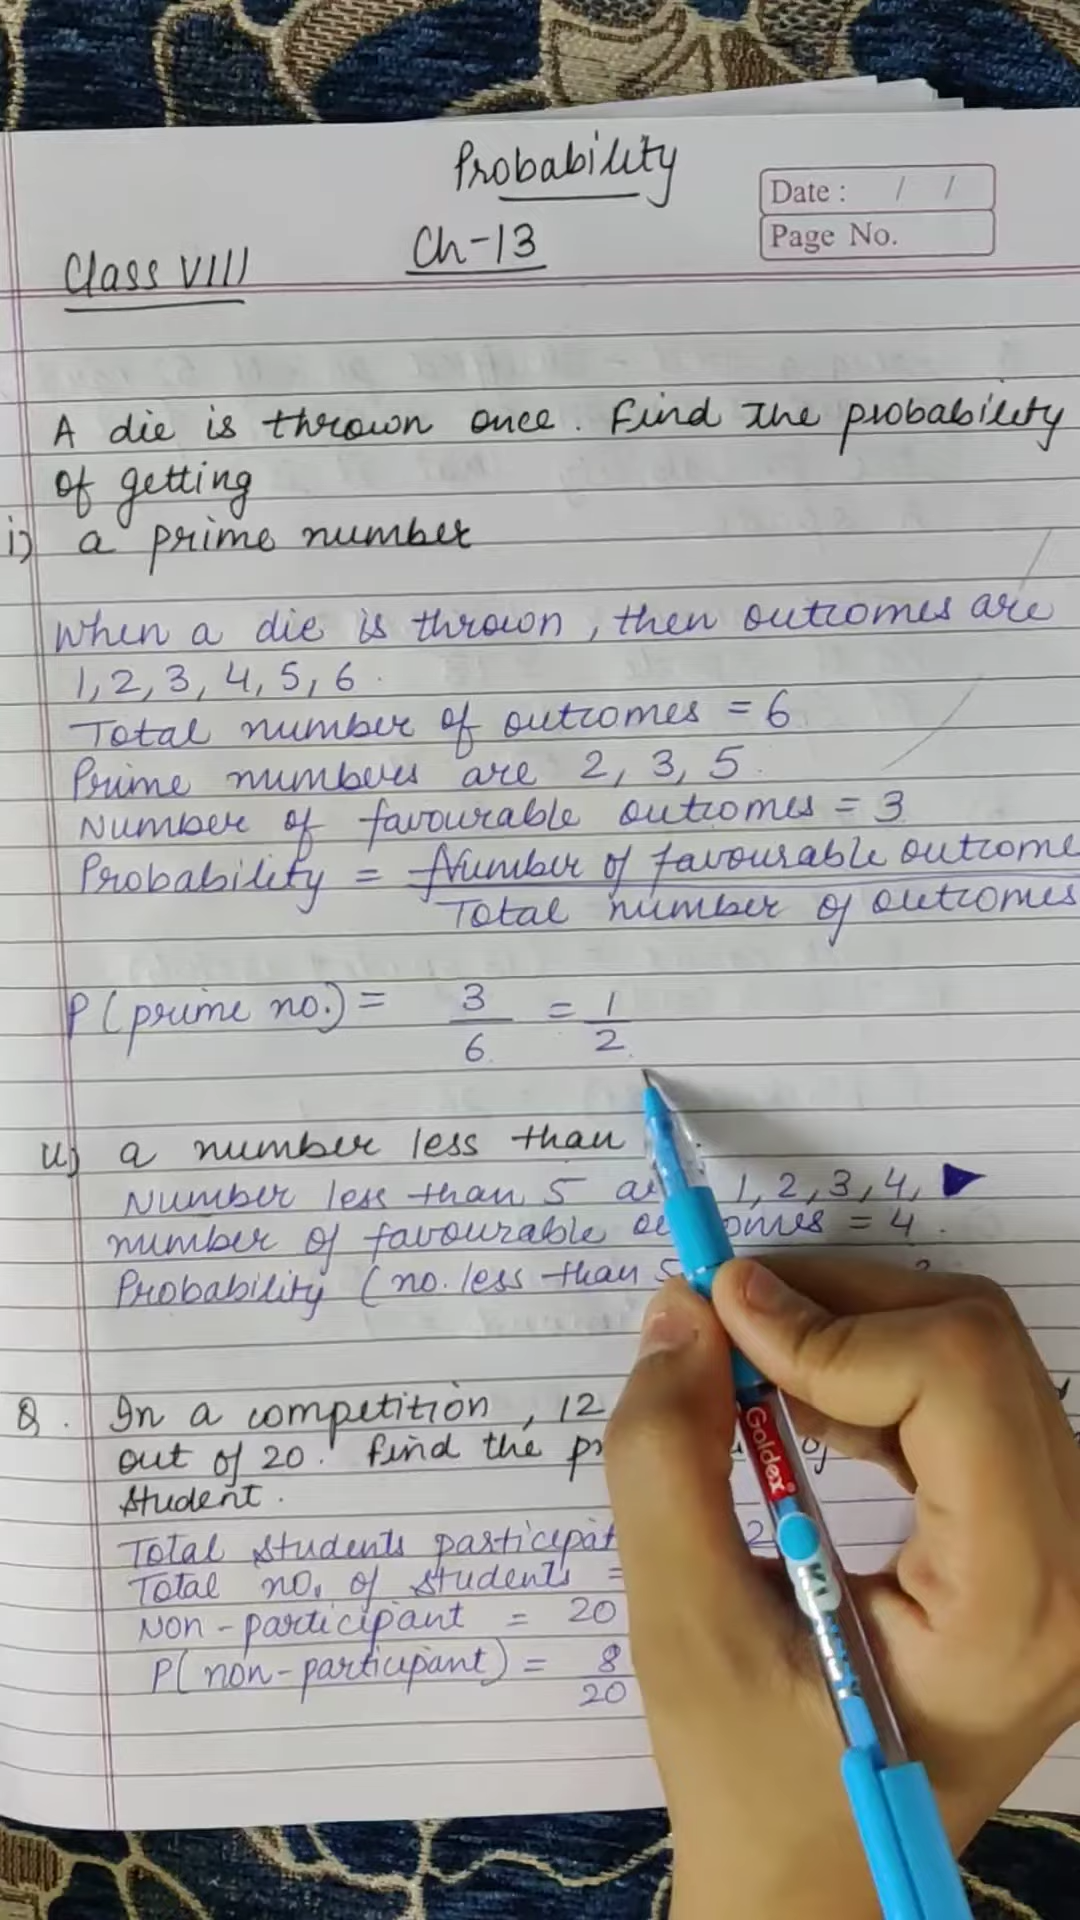 Probability
Date : / /
Page No.
Ch-13
Class VIII
A die is thrown once. Find the probability
of getting
i) a prime number
When a die is thrown, then outcomes are
1, 2, 3, 4, 5, 6.
Total number of outcomes = 6
Prime numbers are 2, 3, 5.
Number of favourable outcomes = 3
Probability = Number of favourable outcome
Total number of outcomes
P(prime no.) = 3/6 = 1/2
ii) a number less than
Number less than 5 1, 2, 3, 4,
number of favourable = 4.
Probability (no. less than 5
Q. In a competition, 12
out of 20. Find the
student.
Total students
Total no. of students =
Non-participant = 20
P(non-participant) = 8/20
Goldex